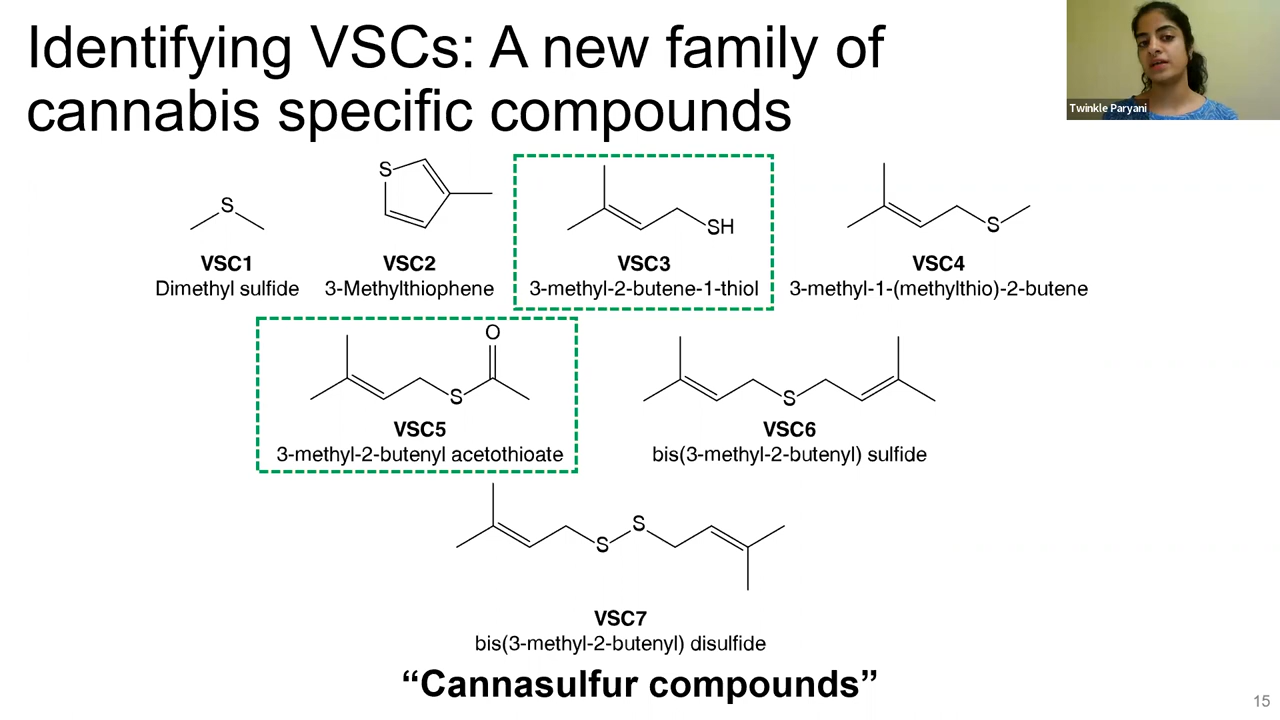 Identifying VSCs: A new family of
cannabis specific compounds
Twinkle Paryani
S
VSC1
Dimethyl sulfide
S
VSC2
3-Methylthiophene
SH
VSC3
3-methyl-2-butene-1-thiol
S
VSC4
3-methyl-1-(methylthio)-2-butene
O
S
VSC5
3-methyl-2-butenyl acetothioate
S
VSC6
bis(3-methyl-2-butenyl) sulfide
S
S
VSC7
bis(3-methyl-2-butenyl) disulfide
“Cannasulfur compounds”
15